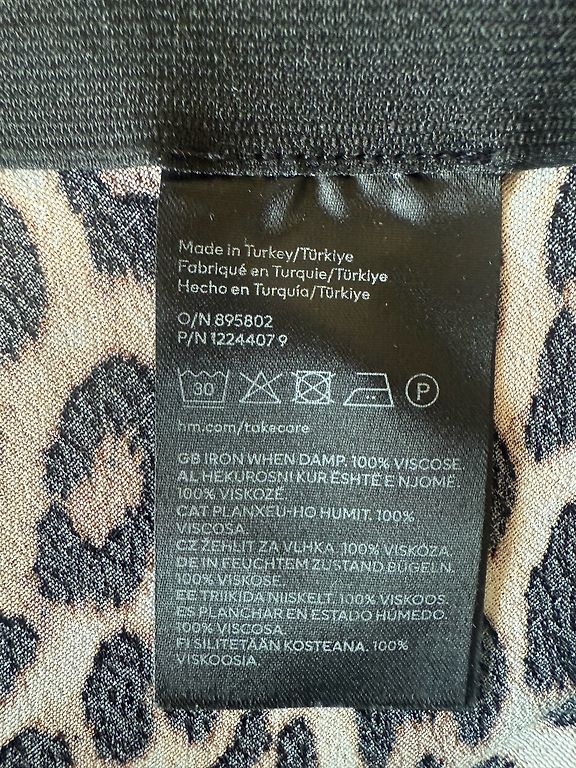 Made in Turkey/Türkiye
Fabriqué en Turquie/Türkiye
Hecho en Turquía/Türkiye
O/N 895802
P/N 1224407 9
30
P
hm.com/takecare
GB IRON WHEN DAMP. 100% VISCOSE.
AL HEKUROSNI KUR ËSHTË E NJOMË.
100% VISKOZË
CAT PLANXEU-HO HUMIT. 100%
VISCOSA.
CZ ŽEHLIT ZA VLHKA. 100% VISKÓZA.
DE IN FEUCHTEM ZUSTAND BÜGELN.
100% VISKOSE
EE TRIIKIDA NIISKELT. 100% VISKOOS.
ES PLANCHAR EN ESTADO HÚMEDO.
100% VISCOSA.
FI SILITETÄÄN KOSTEANA. 100%
VISKOOSIA